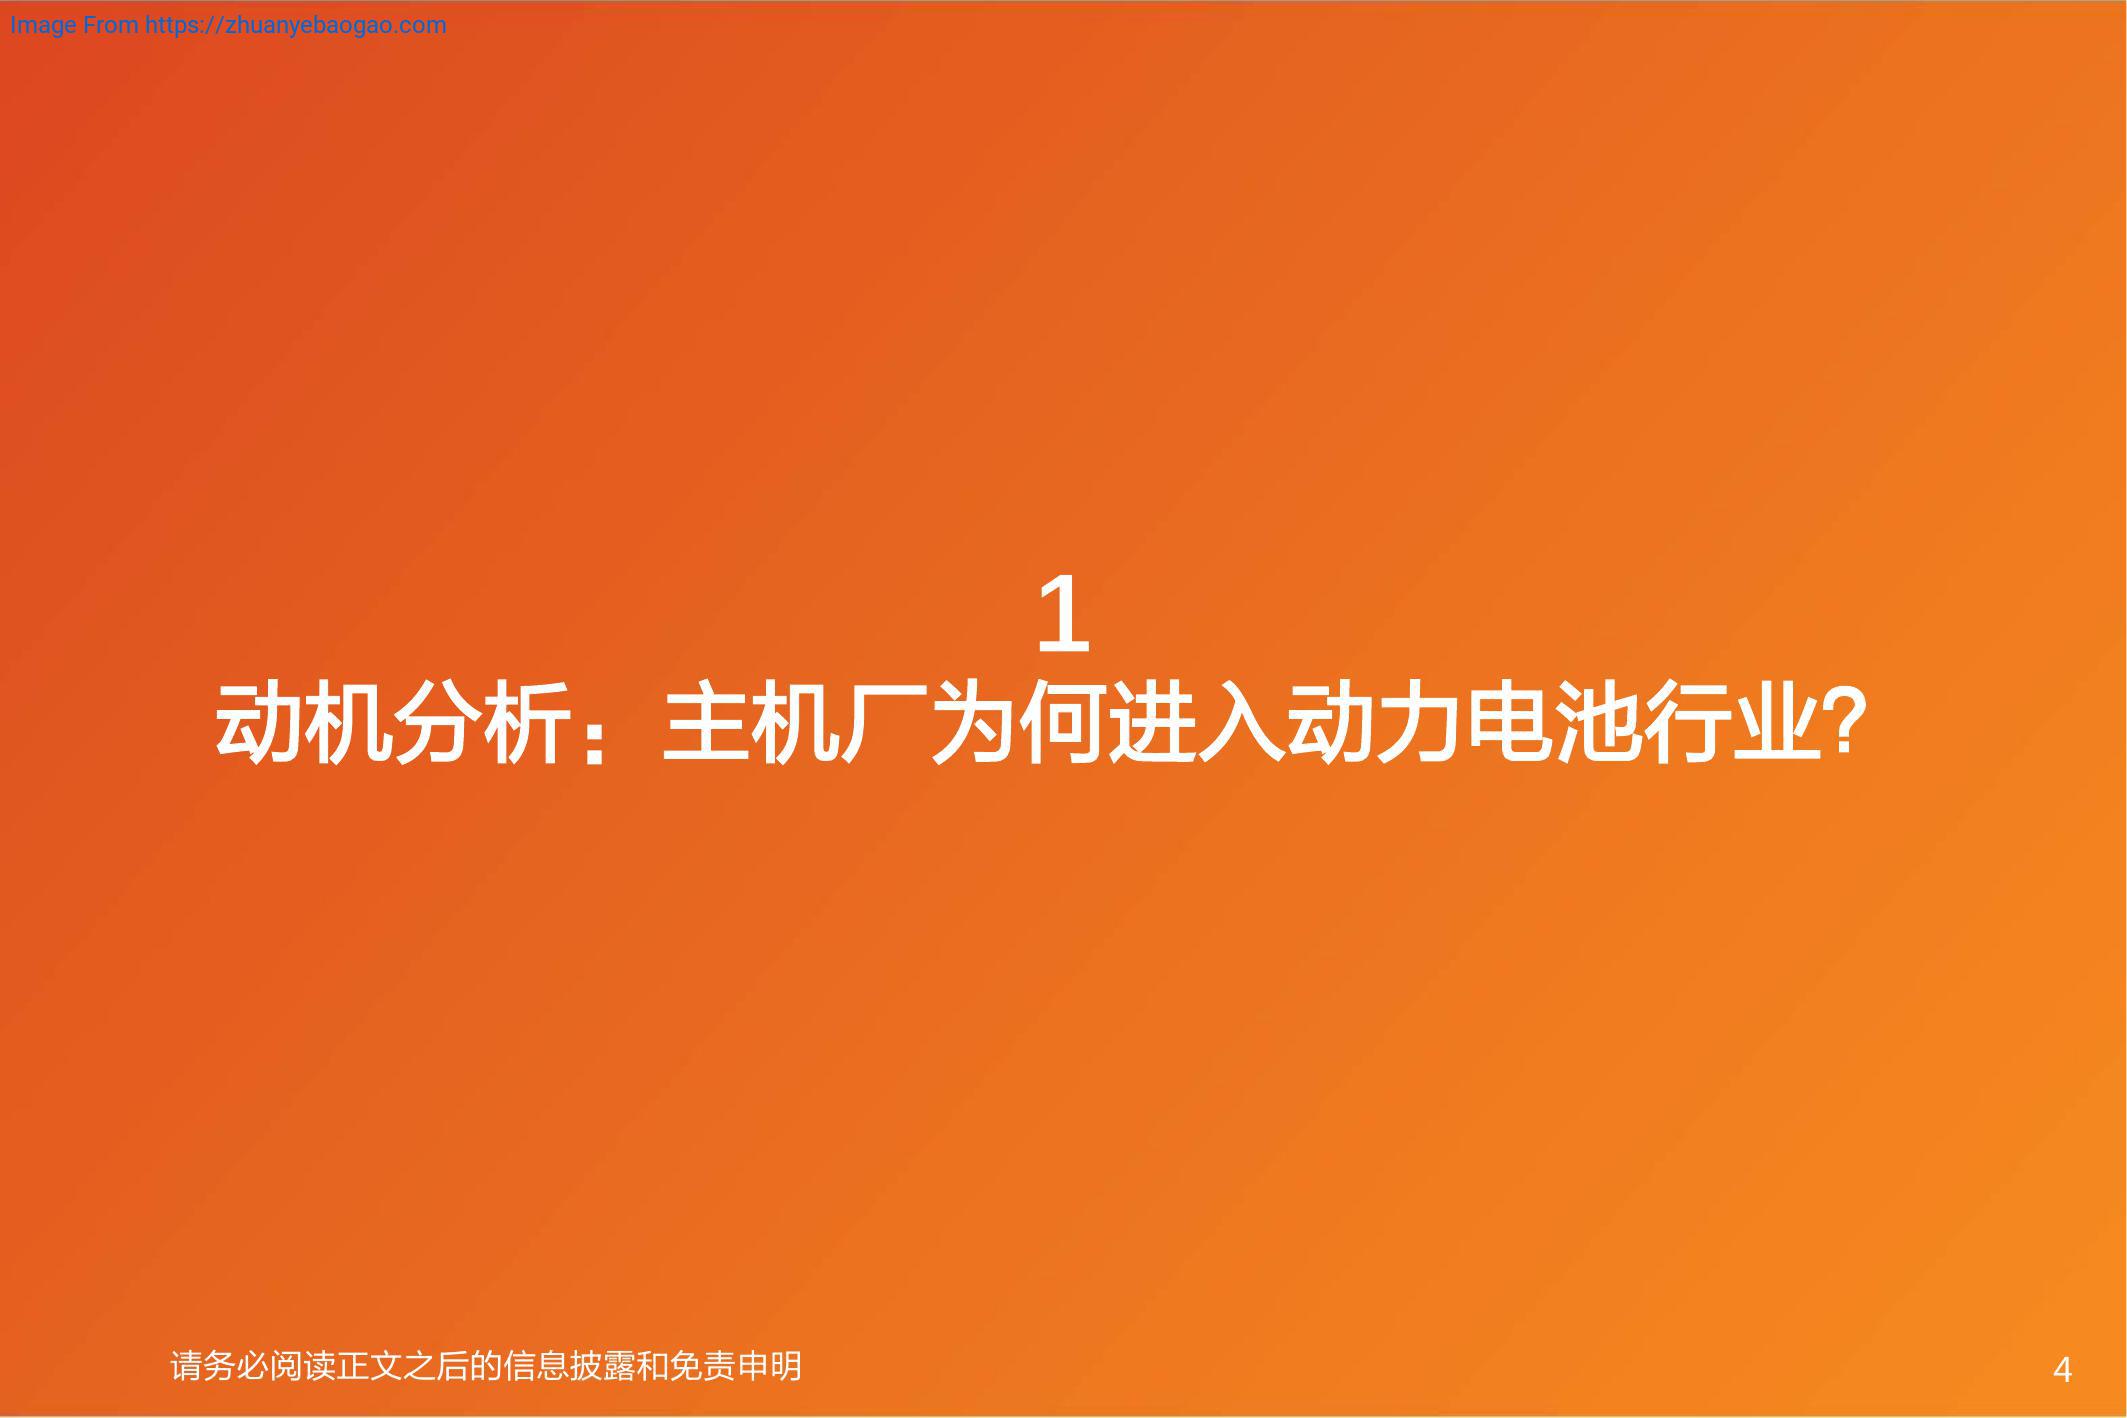 Image From https://zhuanyebaogao.com
1
动机分析：主机厂为何进入动力电池行业？
请务必阅读正文之后的信息披露和免责申明
4